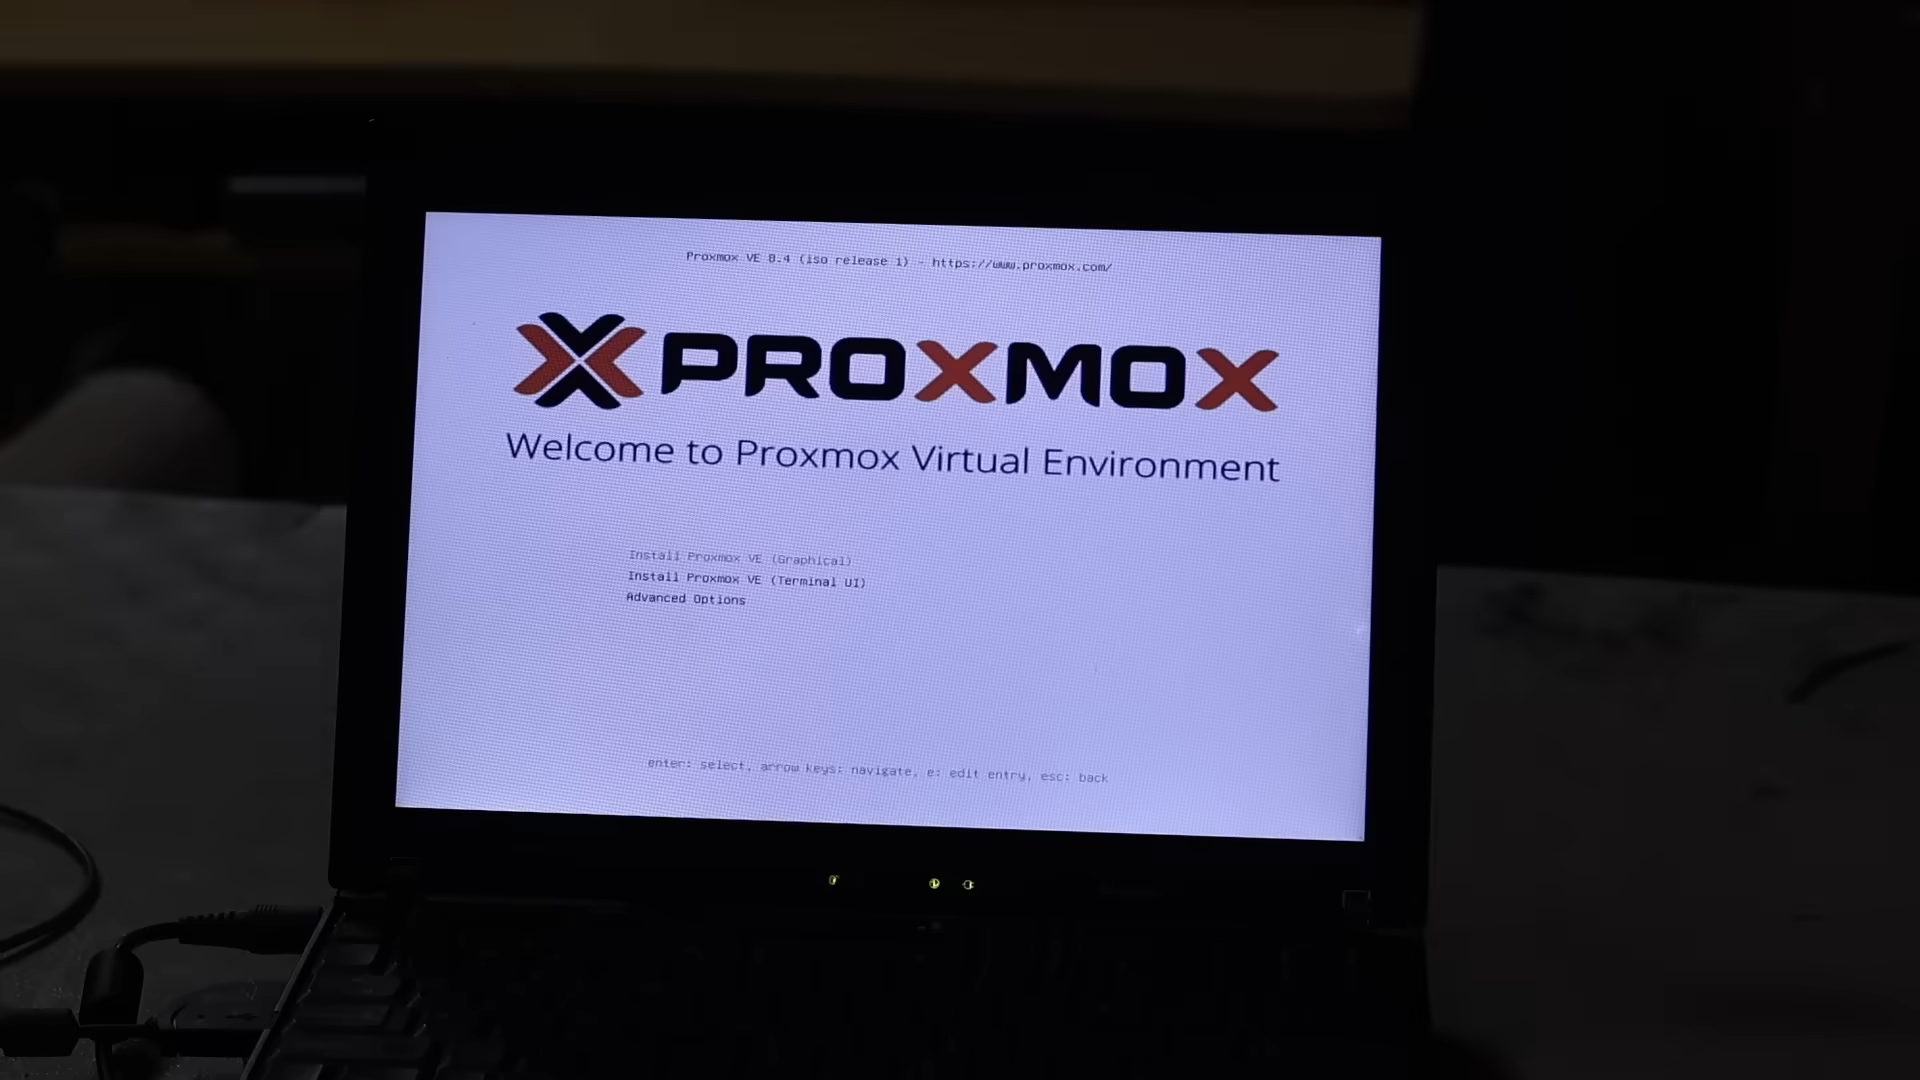 Proxmox VE 8.4 (iso release 1) - https://www.proxmox.com/
PROXMOX
Welcome to Proxmox Virtual Environment
Install Proxmox VE (Graphical)
Install Proxmox VE (Terminal UI)
Advanced Options
enter: select, arrow keys: navigate, e: edit entry, esc: back